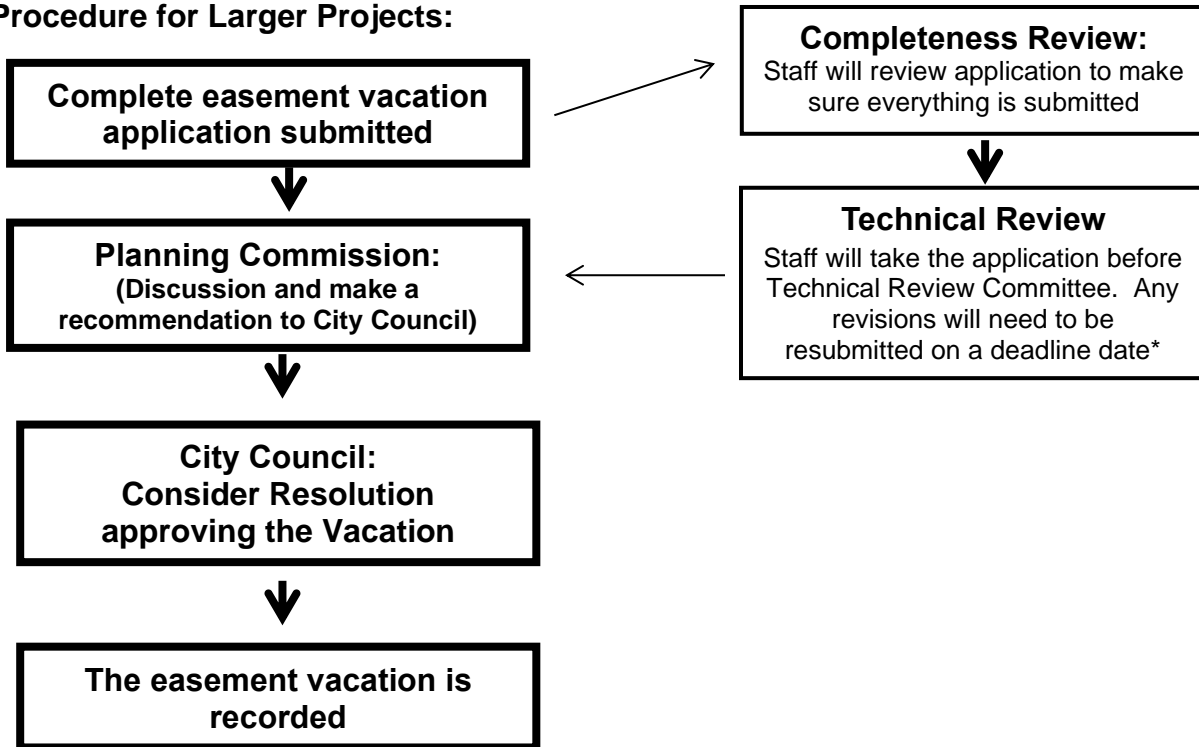 Procedure for Larger Projects:
Complete easement vacation
application submitted
Completeness Review:
Staff will review application to make
sure everything is submitted
Technical Review
Staff will take the application before
Technical Review Committee.  Any
revisions will need to be
resubmitted on a deadline date*
Planning Commission:
(Discussion and make a
recommendation to City Council)
City Council:
Consider Resolution
approving the Vacation
The easement vacation is
recorded